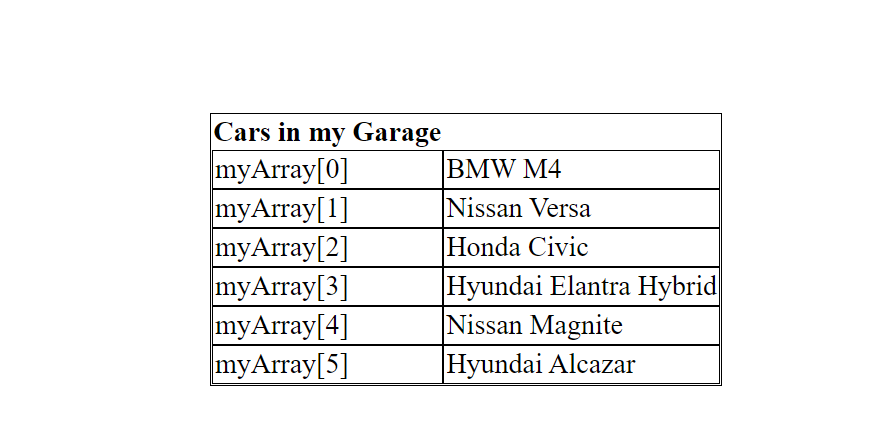 Cars in my Garage
myArray[0] BMW M4
myArray[1] Nissan Versa
myArray[2] Honda Civic
myArray[3] Hyundai Elantra Hybrid
myArray[4] Nissan Magnite
myArray[5] Hyundai Alcazar